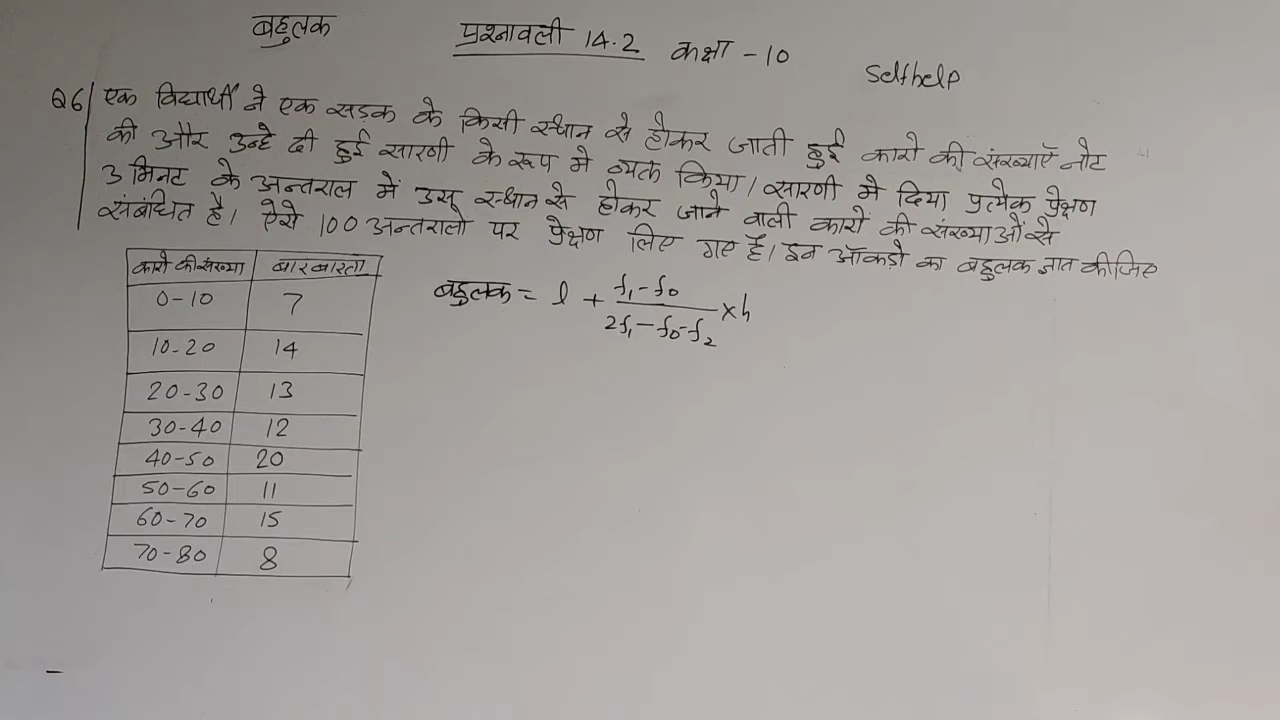 बहुलक प्रश्नावली 14.2 कक्षा -10
Selfhelp
Q6 एक विद्यार्थी ने एक सड़क के किसी स्थान से होकर जाती हुई कारो की संख्याएँ नोट
की और उन्हे दी हुई सारणी के रूप मे व्यक्त किया। सारणी मे दिया प्रत्येक प्रेक्षण
3 मिनट के अन्तराल में उस स्थान से होकर जाने वाली कारों की संख्याओं से
संबंधित है। ऐसे 100 अन्तरालो पर प्रेक्षण लिए गए हैं। इन आँकड़ो का बहुलक ज्ञात कीजिए
कारो की संख्या बारबारता
0-10 7
10-20 14
20-30 13
30-40 12
40-50 20
50-60 11
60-70 15
70-80 8
बहुलक = l + (f₁-f₀)/(2f₁-f₀-f₂) ×h